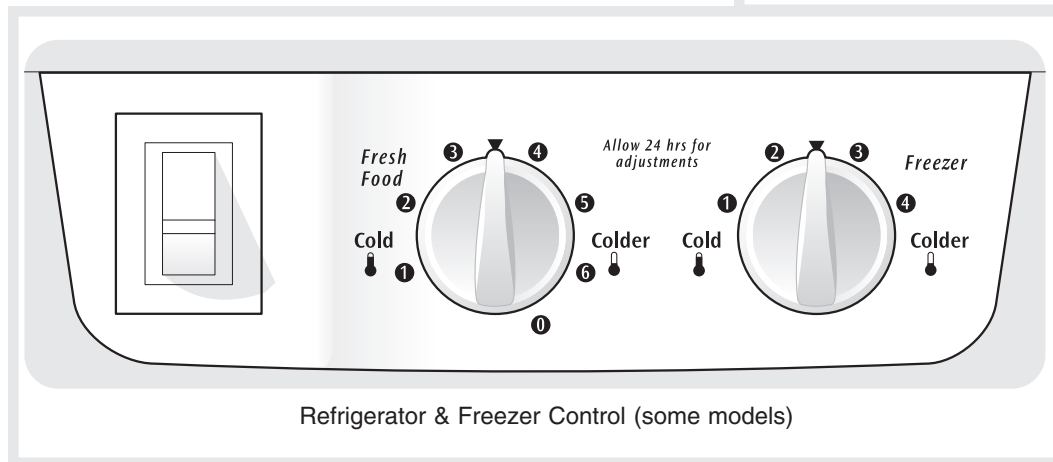 Fresh
Food
3
4
2
5
Cold
Colder
1
6
0
Allow 24 hrs for
adjustments
2
3
Freezer
1
4
Cold
Colder
Refrigerator & Freezer Control (some models)